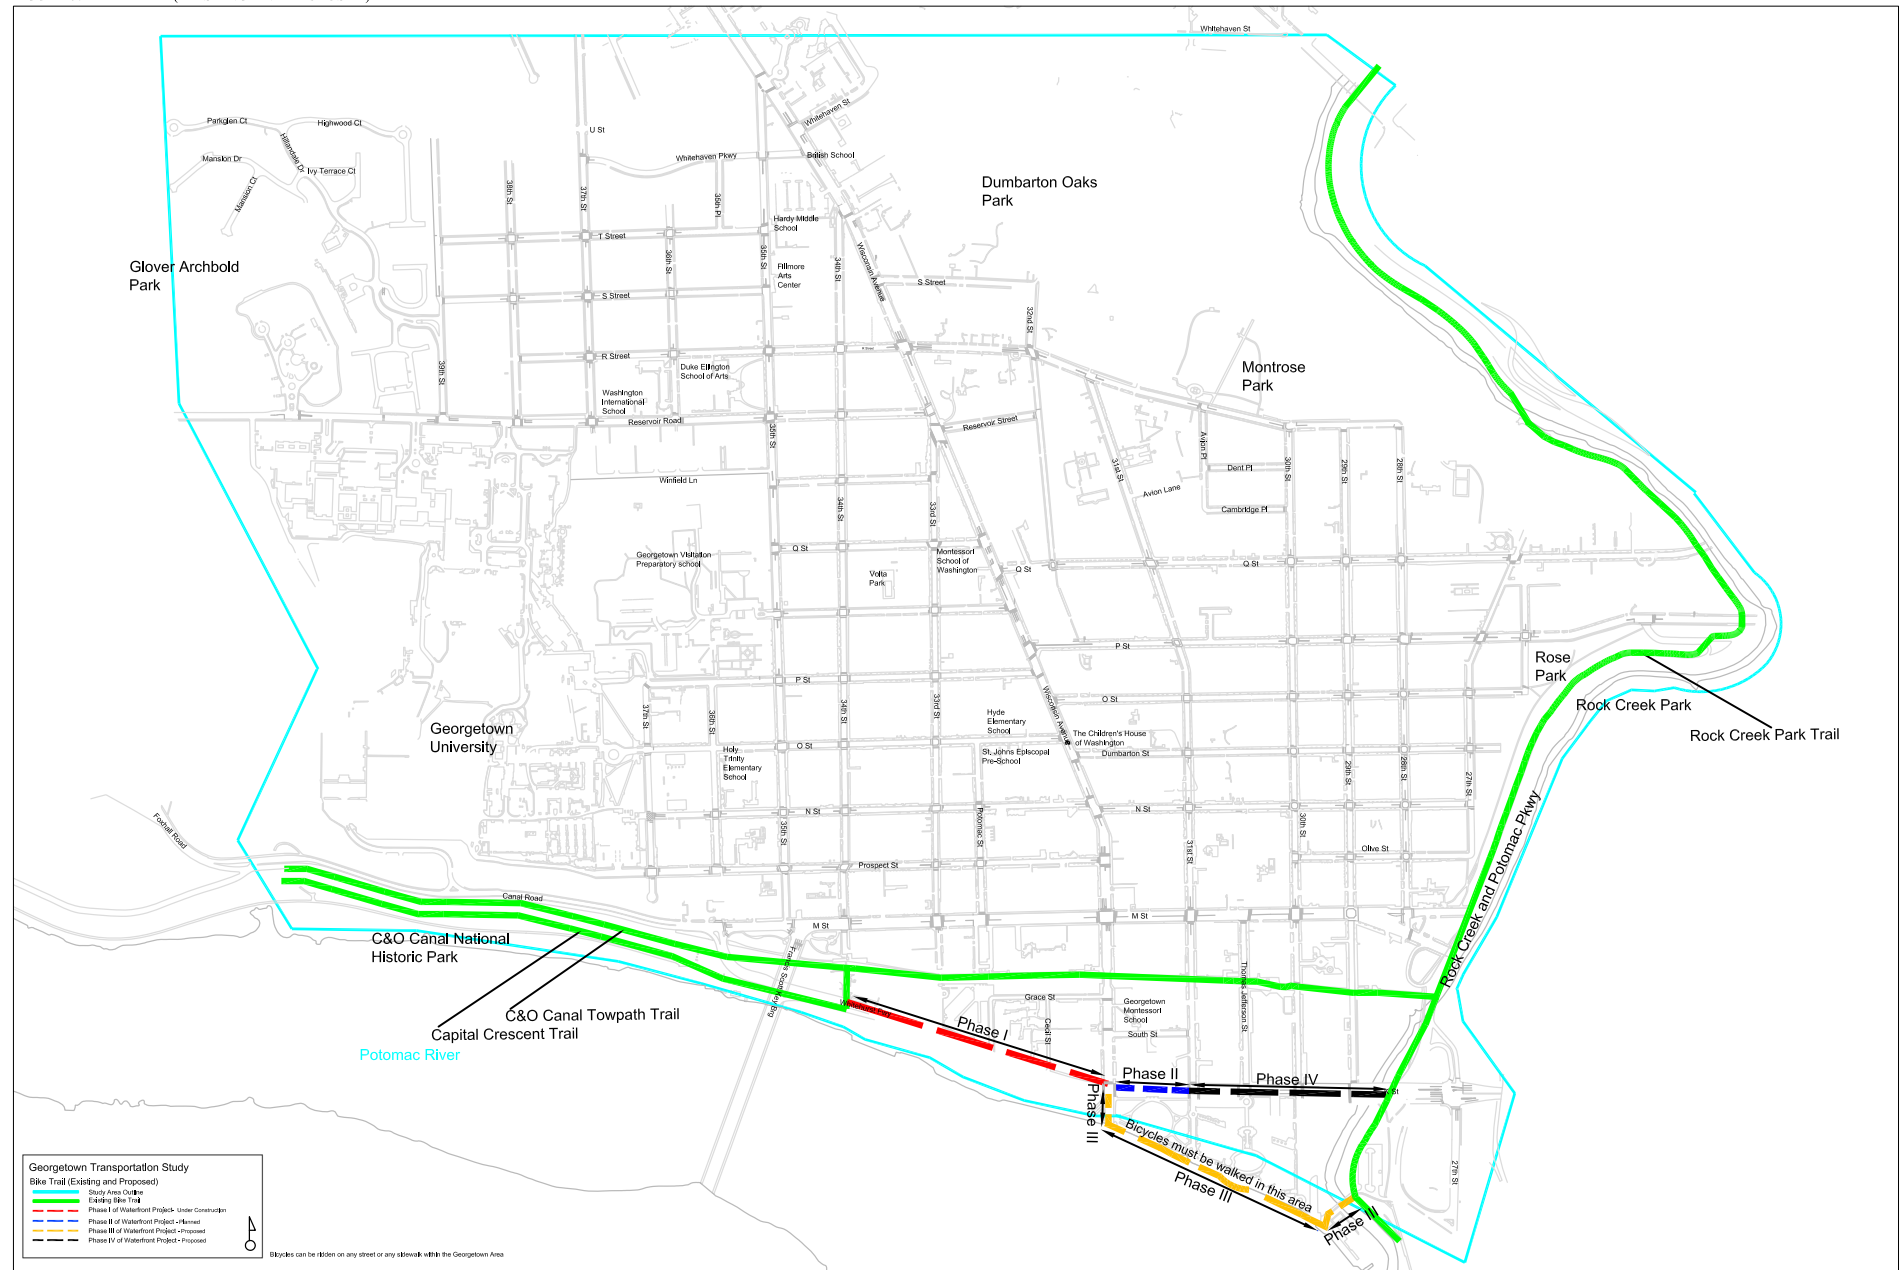 Whitehaven St
Parkglen Ct
Highwood Ct
Hillandale Dr
Mansion Dr
Ivy Terrace Ct
Mansion Ct
U St
Whitehaven St
Whitehaven Pkwy
British School
38th St
37th St
35th Pl
Dumbarton Oaks
Park
Hardy Middle
School
T Street
36th St
35th St
34th St
Wisconsin Avenue
Glover Archbold
Park
Fillmore
Arts
Center
S Street
S Street
32nd St
R Street
39th St
Duke Ellington
School of Arts
Montrose
Park
Washington
International
School
Reservoir Road
Reservoir Street
35th St
31st St
Avion Pl
Dent Pl
30th St
29th St
28th St
Winfield Ln
Avion Lane
Cambridge Pl
34th St
33rd St
Georgetown Visitation
Preparatory school
Q St
Montessori
School of
Washington
Q St
Q St
Volta
Park
P St
Rose
Park
P St
Rock Creek Park
Rock Creek Park Trail
O St
37th St
36th St
34th St
33rd St
Wisconsin Avenue
Georgetown
University
Hyde
Elementary
School
The Children's House
of Washington
O St
Holy
Trinity
Elementary
School
St. Johns Episcopal
Pre-School
Dumbarton St
29th St
28th St
27th St
N St
N St
Potomac St
35th St
30th St
31st St
Foxhall Road
Prospect St
Olive St
Rock Creek and Potomac Pkwy
Canal Road
M St
M St
C&O Canal National
Historic Park
Francis Scott Key Brg
Thomas Jefferson St
Whitehurst Fwy
Grace St
Georgetown
Montessori
School
C&O Canal Towpath Trail
Capital Crescent Trail
Cecil St
South St
Phase I
Potomac River
Phase II
Phase IV
K St
Phase III
Bicycles must be walked in this area
Phase III
Phase III
27th St
Georgetown Transportation Study
Bike Trail (Existing and Proposed)
Study Area Outline
Existing Bike Trail
Phase I of Waterfront Project - Under Construction
Phase II of Waterfront Project - Planned
Phase III of Waterfront Project - Proposed
Phase IV of Waterfront Project - Proposed
Bicycles can be ridden on any street or any sidewalk within the Georgetown Area